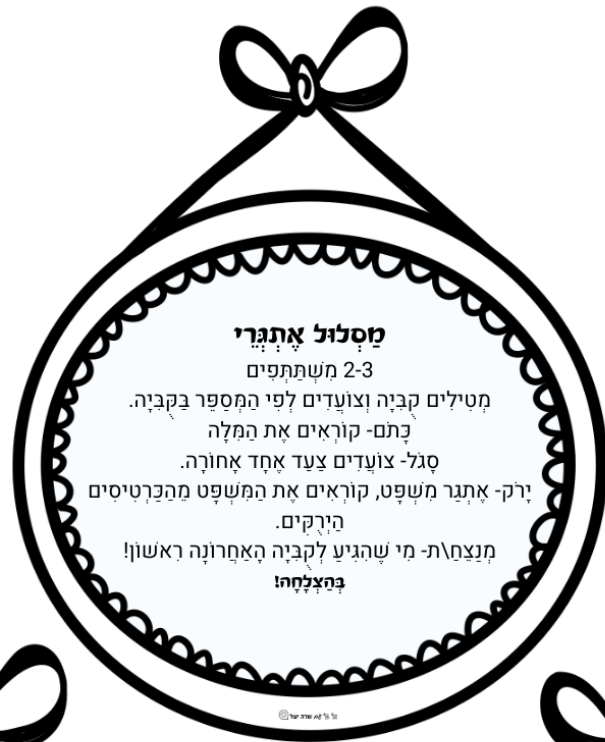 מַסְלוּל אֶתְגְּרֵי
2-3 מִשְׁתַּתְּפִים
מְטִילִים קֻבִּיָּה וְצוֹעֲדִים לְפִי הַמְּסַפֵּר בַּקֻּבִּיָּה.
כָּתֹם- קוֹרְאִים אֶת הַמִּלָּה
סָגֹל- צוֹעֲדִים צַעַד אֶחָד אָחוֹרָה.
יָרֹק- אֶתְגַּר מִשְׁפָּט, קוֹרְאִים אֶת הַמִּשְׁפָּט מֵהַכַּרְטִיסִים
הַיְרֻקִּים.
מְנַצֵּחַ\ת- מִי שֶׁהִגִּיעַ לְקֻבִּיָּה הָאַחֲרוֹנָה רִאשׁוֹן!
בְּהַצְלָחָה!